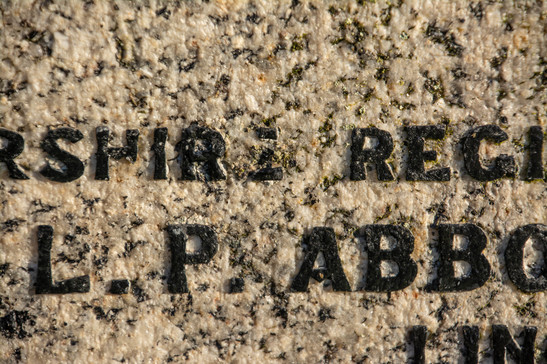 RSHIRE REGI
L. P. ABBO